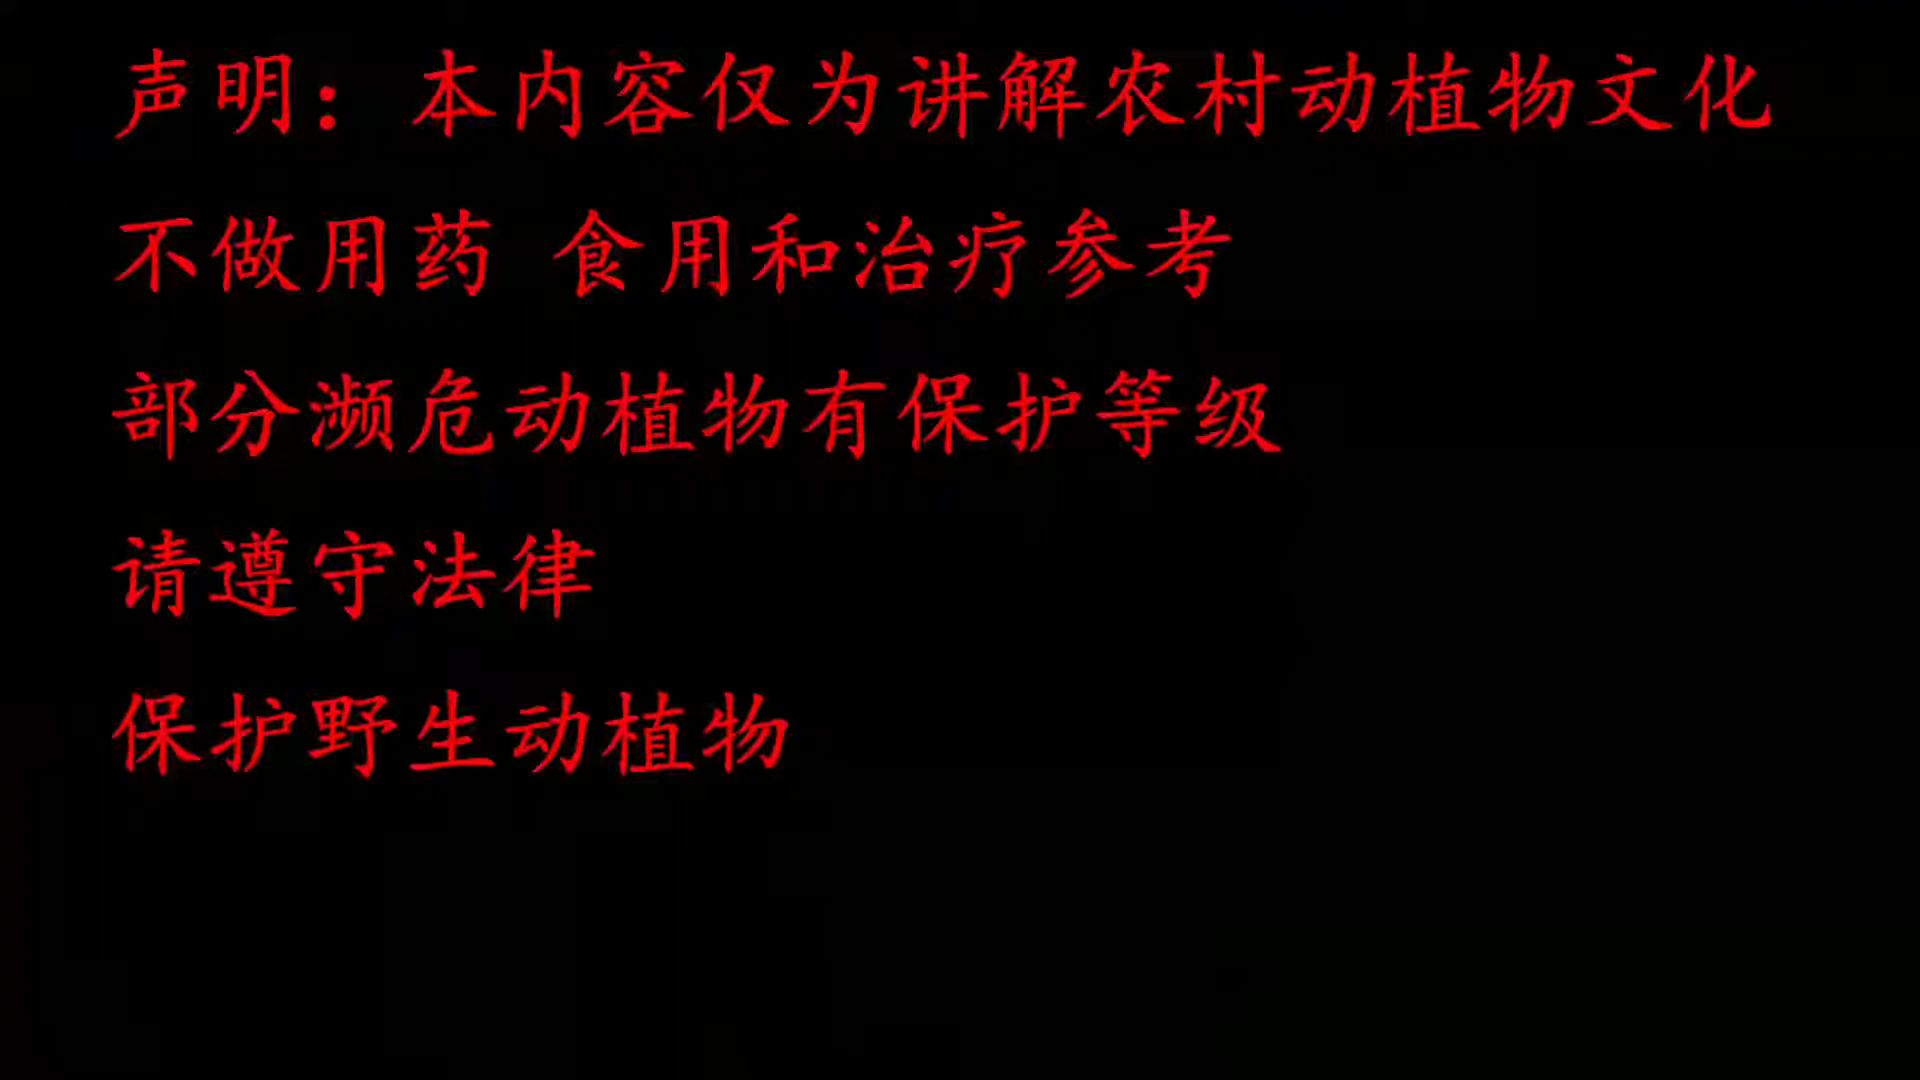 声明：本内容仅为讲解农村动植物文化
不做用药 食用和治疗参考
部分濒危动植物有保护等级
请遵守法律
保护野生动植物